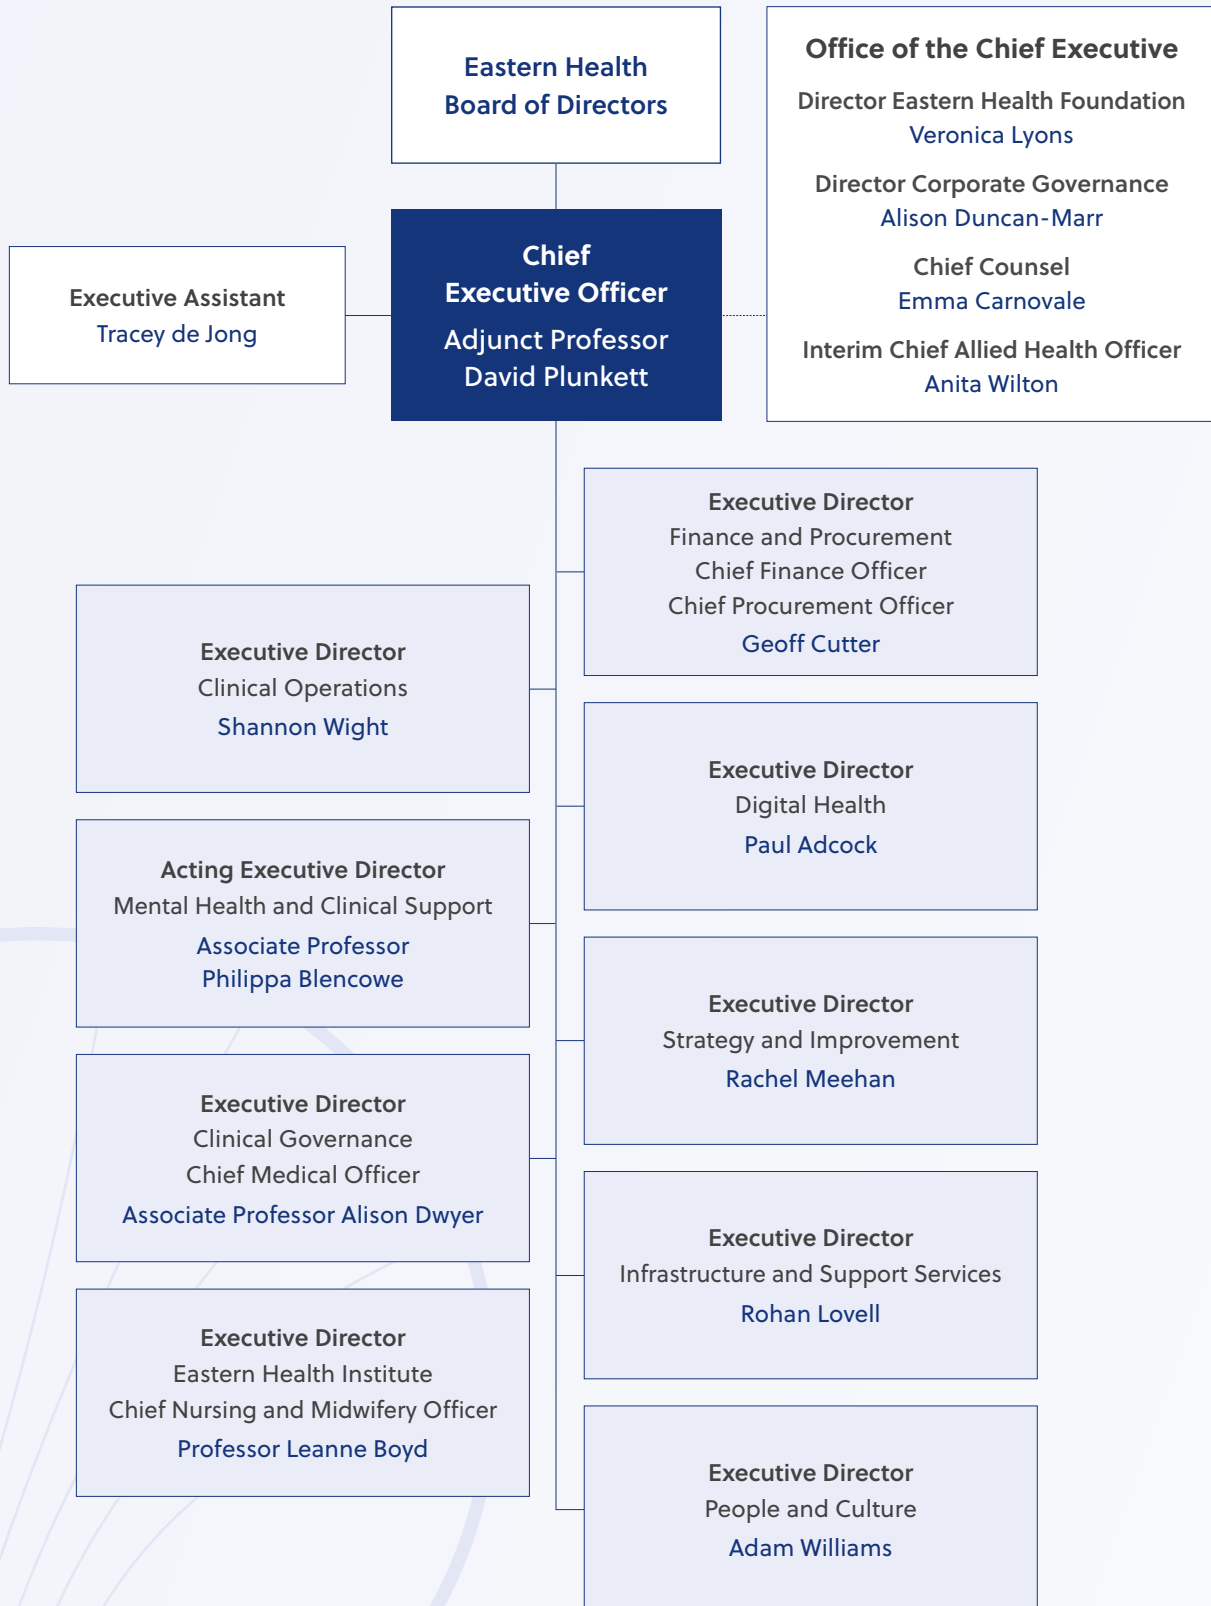 Eastern Health
Board of Directors
Office of the Chief Executive
Director Eastern Health Foundation
Veronica Lyons
Director Corporate Governance
Alison Duncan-Marr
Chief Counsel
Emma Carnovale
Interim Chief Allied Health Officer
Anita Wilton
Executive Assistant
Tracey de Jong
Chief
Executive Officer
Adjunct Professor
David Plunkett
Executive Director
Finance and Procurement
Chief Finance Officer
Chief Procurement Officer
Geoff Cutter
Executive Director
Clinical Operations
Shannon Wight
Executive Director
Digital Health
Paul Adcock
Acting Executive Director
Mental Health and Clinical Support
Associate Professor
Philippa Blencowe
Executive Director
Strategy and Improvement
Rachel Meehan
Executive Director
Clinical Governance
Chief Medical Officer
Associate Professor Alison Dwyer
Executive Director
Infrastructure and Support Services
Rohan Lovell
Executive Director
Eastern Health Institute
Chief Nursing and Midwifery Officer
Professor Leanne Boyd
Executive Director
People and Culture
Adam Williams